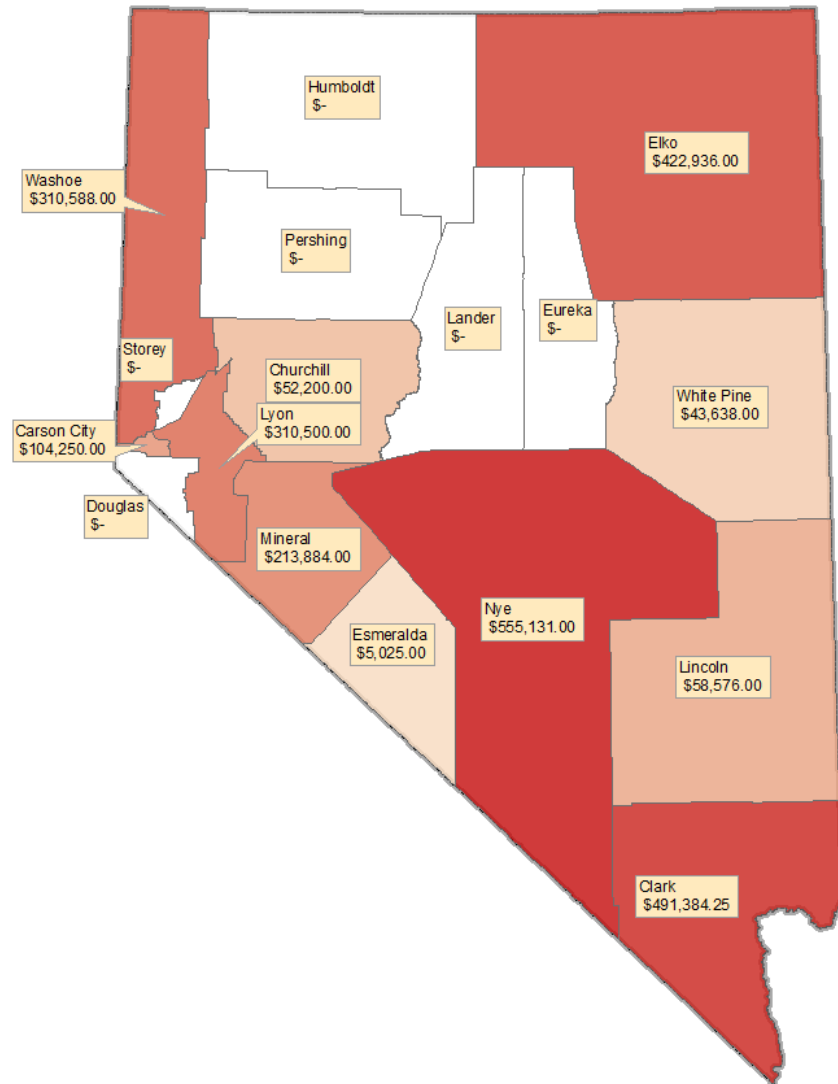 Humboldt
$-
Elko
$422,936.00
Washoe
$310,588.00
Pershing
$-
Lander
$-
Eureka
$-
Storey
$-
Churchill
$52,200.00
White Pine
$43,638.00
Lyon
$310,500.00
Carson City
$104,250.00
Douglas
$-
Mineral
$213,884.00
Nye
$555,131.00
Esmeralda
$5,025.00
Lincoln
$58,576.00
Clark
$491,384.25